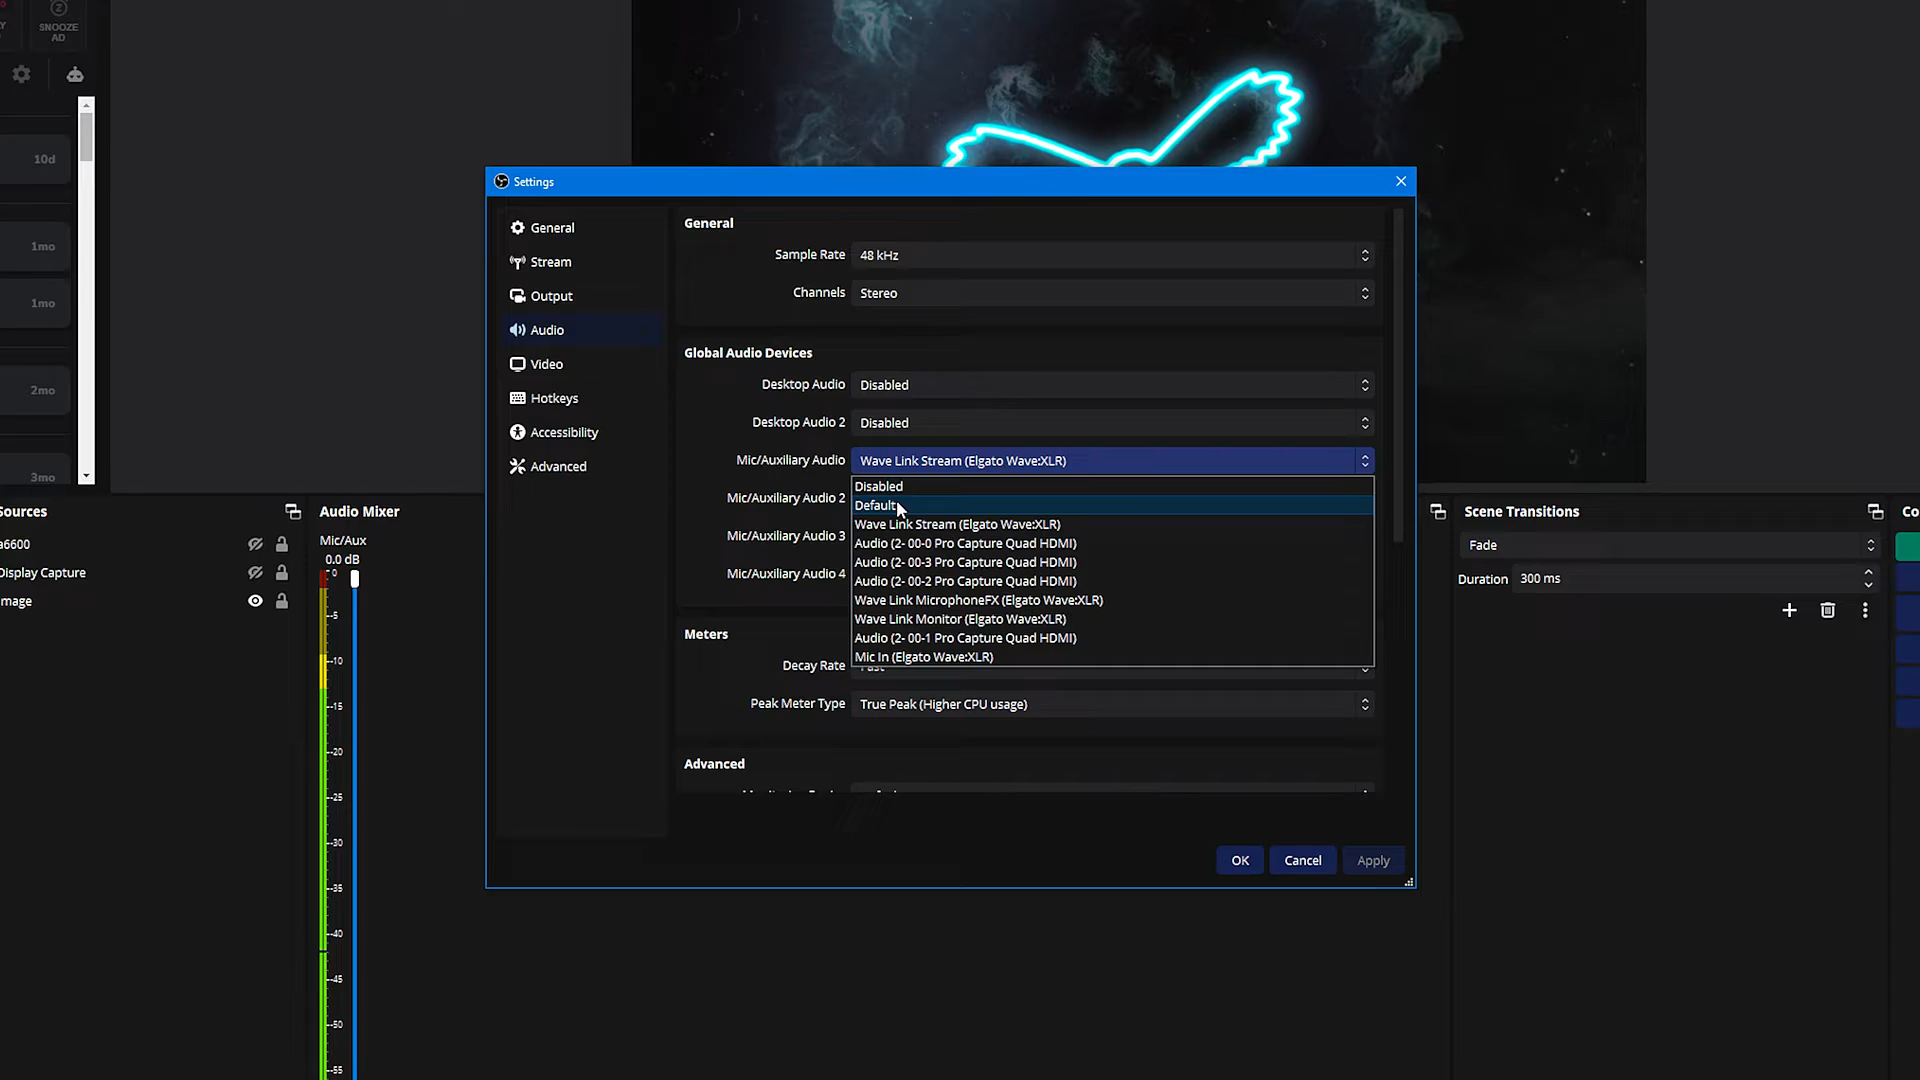 SNOOZE
AD
10d
1mo
1mo
2mo
3mo
Settings
General
Stream
Output
Audio
Video
Hotkeys
Accessibility
Advanced
General
Sample Rate 48 kHz
Channels Stereo
Global Audio Devices
Desktop Audio Disabled
Desktop Audio 2 Disabled
Mic/Auxiliary Audio Wave Link Stream (Elgato Wave:XLR)
Mic/Auxiliary Audio 2
Mic/Auxiliary Audio 3
Mic/Auxiliary Audio 4
Disabled
Default
Wave Link Stream (Elgato Wave:XLR)
Audio (2- 00-0 Pro Capture Quad HDMI)
Audio (2- 00-3 Pro Capture Quad HDMI)
Audio (2- 00-2 Pro Capture Quad HDMI)
Wave Link MicrophoneFX (Elgato Wave:XLR)
Wave Link Monitor (Elgato Wave:XLR)
Audio (2- 00-1 Pro Capture Quad HDMI)
Mic In (Elgato Wave:XLR)
Meters
Decay Rate Fast
Peak Meter Type True Peak (Higher CPU usage)
Advanced
OK Cancel Apply
ources
a6600
Display Capture
mage
Audio Mixer
Mic/Aux
0.0 dB
0
-5
-10
-15
-20
-25
-30
-35
-40
-45
-50
-55
Scene Transitions
Fade
Duration 300 ms
Co